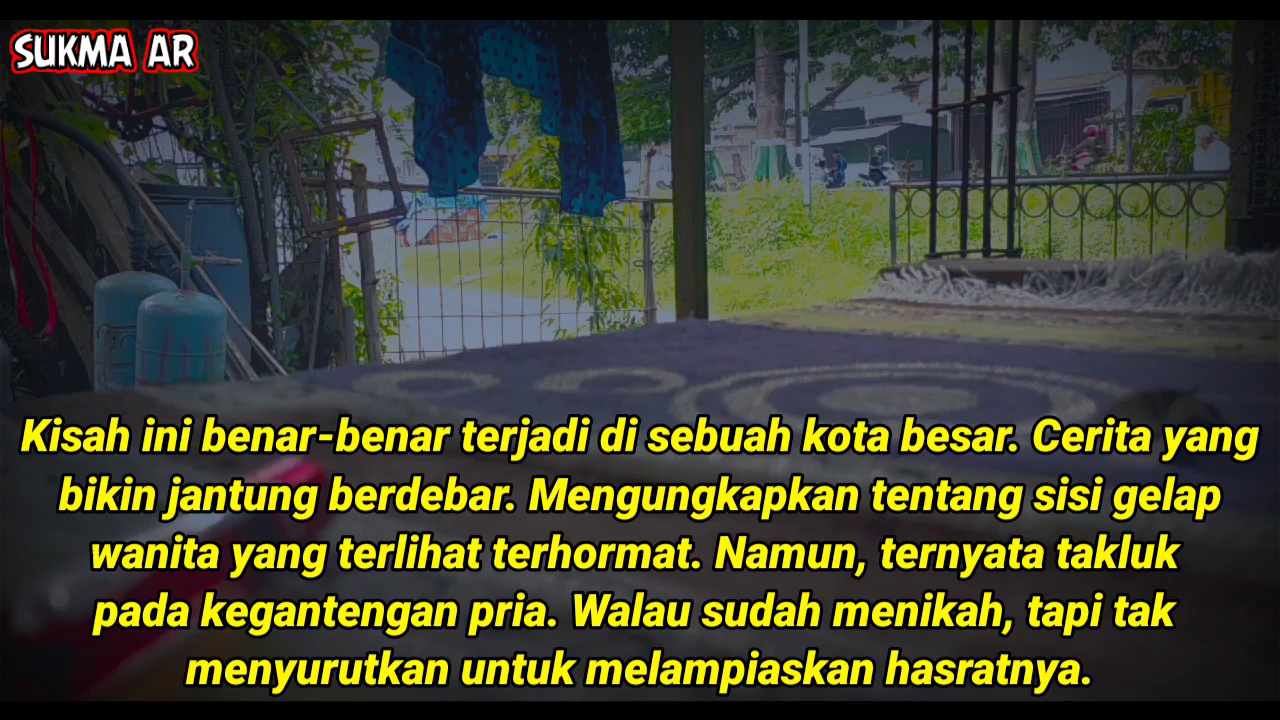 SUKMA AR
Kisah ini benar-benar terjadi di sebuah kota besar. Cerita yang
bikin jantung berdebar. Mengungkapkan tentang sisi gelap
wanita yang terlihat terhormat. Namun, ternyata takluk
pada kegantengan pria. Walau sudah menikah, tapi tak
menyurutkan untuk melampiaskan hasratnya.